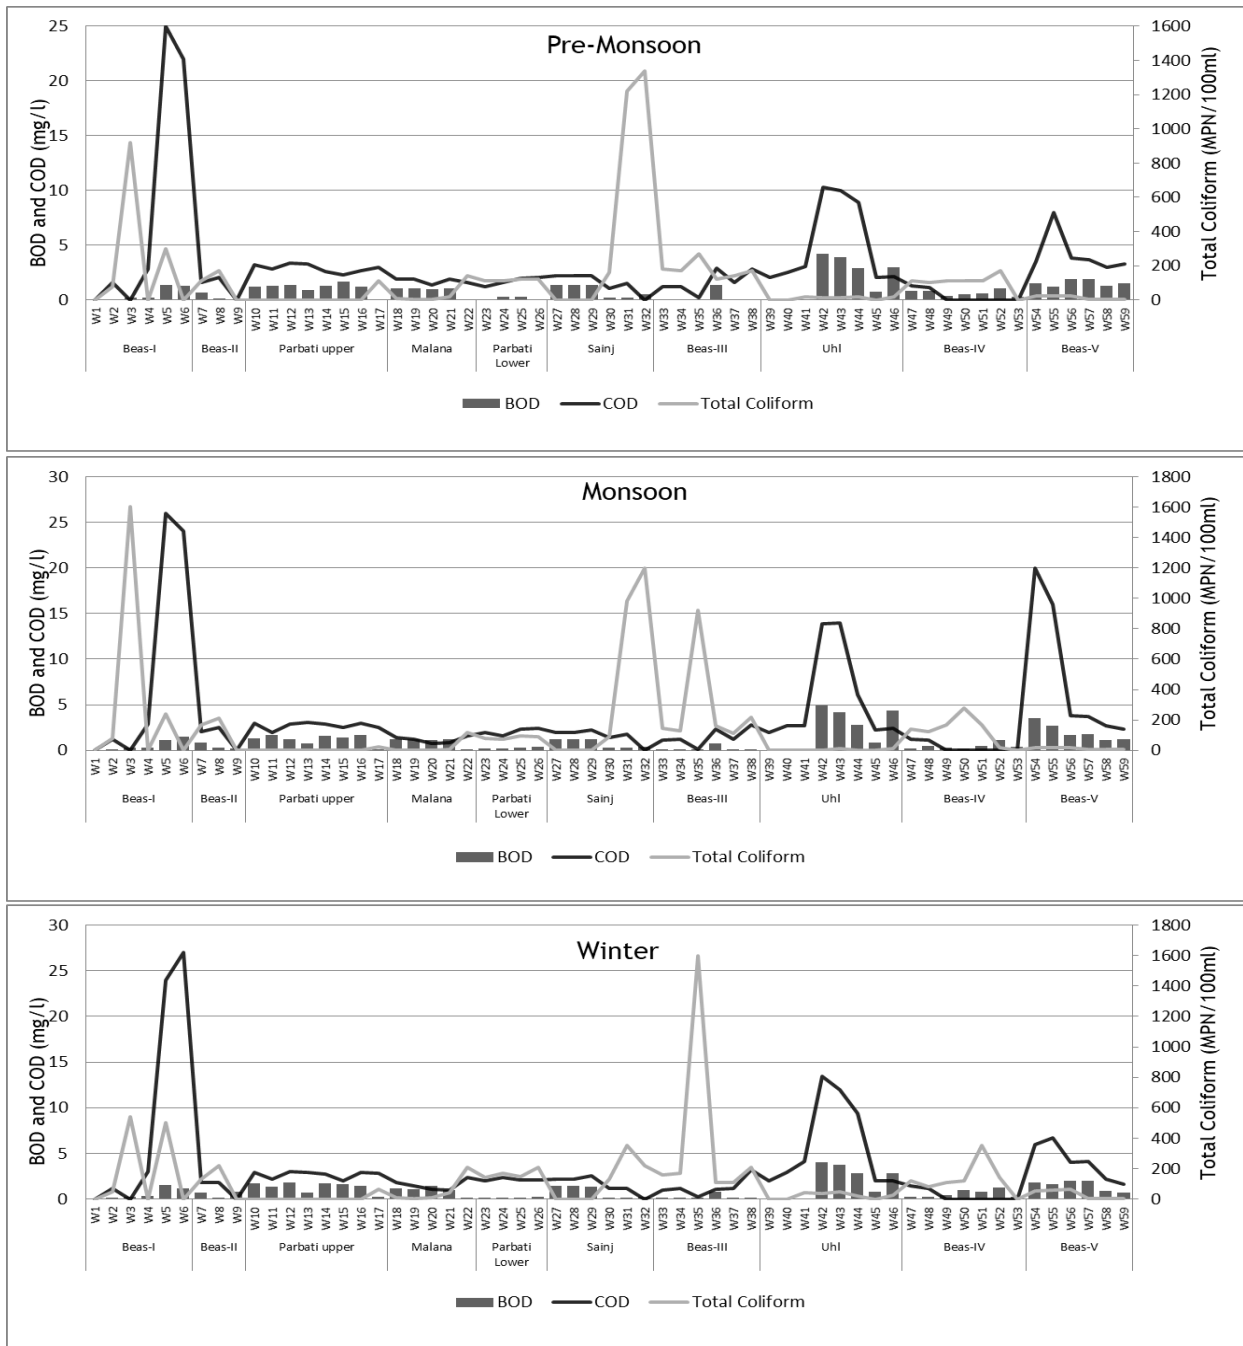 Pre-Monsoon
BOD and COD (mg/l)
25
20
15
10
5
0
1600
1400
1200
1000
800
600
400
200
0
Total Coliform (MPN/100ml)
W1 W2 W3 W4 W5 W6 W7 W8 W9 W10 W11 W12 W13 W14 W15 W16 W17 W18 W19 W20 W21 W22 W23 W24 W25 W26 W27 W28 W29 W30 W31 W32 W33 W34 W35 W36 W37 W38 W39 W40 W41 W42 W43 W44 W45 W46 W47 W48 W49 W50 W51 W52 W53 W54 W55 W56 W57 W58 W59
Beas-I Beas-II Parbati upper Malana Parbati Lower Sainj Beas-III Uhl Beas-IV Beas-V
BOD COD Total Coliform
Monsoon
BOD and COD (mg/l)
30
25
20
15
10
5
0
1800
1600
1400
1200
1000
800
600
400
200
0
Total Coliform (MPN/100ml)
W1 W2 W3 W4 W5 W6 W7 W8 W9 W10 W11 W12 W13 W14 W15 W16 W17 W18 W19 W20 W21 W22 W23 W24 W25 W26 W27 W28 W29 W30 W31 W32 W33 W34 W35 W36 W37 W38 W39 W40 W41 W42 W43 W44 W45 W46 W47 W48 W49 W50 W51 W52 W53 W54 W55 W56 W57 W58 W59
Beas-I Beas-II Parbati upper Malana Parbati Lower Sainj Beas-III Uhl Beas-IV Beas-V
BOD COD Total Coliform
Winter
BOD and COD (mg/l)
30
25
20
15
10
5
0
1800
1600
1400
1200
1000
800
600
400
200
0
Total Coliform (MPN/100ml)
W1 W2 W3 W4 W5 W6 W7 W8 W9 W10 W11 W12 W13 W14 W15 W16 W17 W18 W19 W20 W21 W22 W23 W24 W25 W26 W27 W28 W29 W30 W31 W32 W33 W34 W35 W36 W37 W38 W39 W40 W41 W42 W43 W44 W45 W46 W47 W48 W49 W50 W51 W52 W53 W54 W55 W56 W57 W58 W59
Beas-I Beas-II Parbati upper Malana Parbati Lower Sainj Beas-III Uhl Beas-IV Beas-V
BOD COD Total Coliform